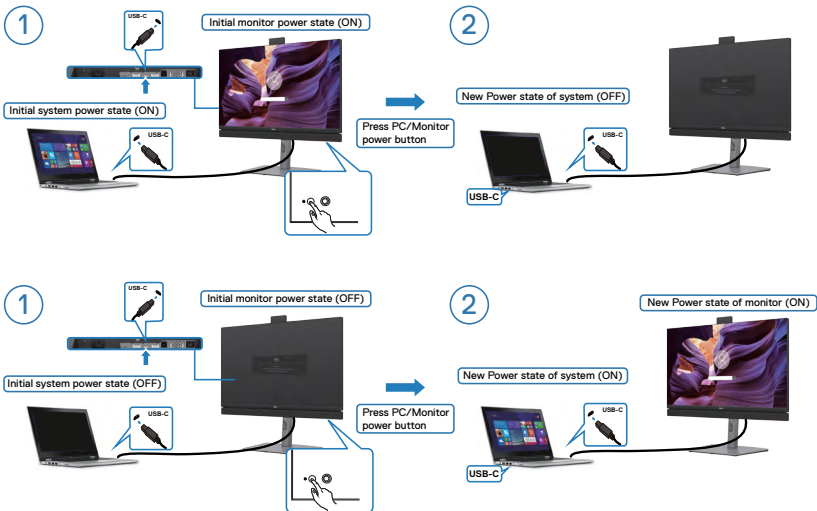 1
USB-C
Initial monitor power state (ON)
Initial system power state (ON)
USB-C
Press PC/Monitor
power button
2
New Power state of system (OFF)
USB-C
USB-C
1
USB-C
Initial monitor power state (OFF)
Initial system power state (OFF)
USB-C
Press PC/Monitor
power button
2
New Power state of monitor (ON)
New Power state of system (ON)
USB-C
USB-C